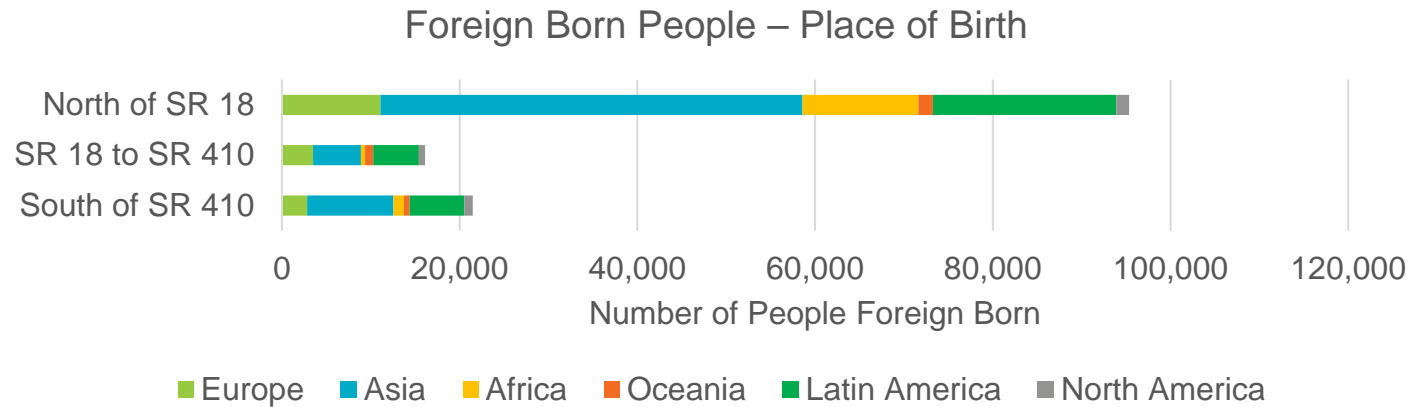 Foreign Born People – Place of Birth
North of SR 18
SR 18 to SR 410
South of SR 410
0 20,000 40,000 60,000 80,000 100,000 120,000
Number of People Foreign Born
Europe Asia Africa Oceania Latin America North America